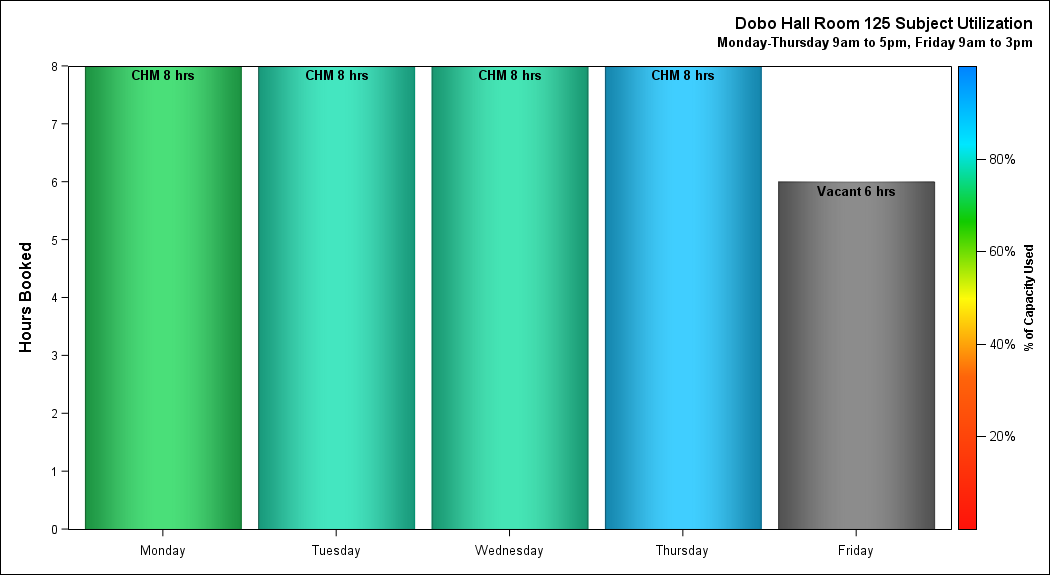 Dobo Hall Room 125 Subject Utilization
Monday-Thursday 9am to 5pm, Friday 9am to 3pm
Hours Booked
8
7
6
5
4
3
2
1
0
CHM 8 hrs
CHM 8 hrs
CHM 8 hrs
CHM 8 hrs
Vacant 6 hrs
Monday
Tuesday
Wednesday
Thursday
Friday
80%
60%
40%
20%
% of Capacity Used